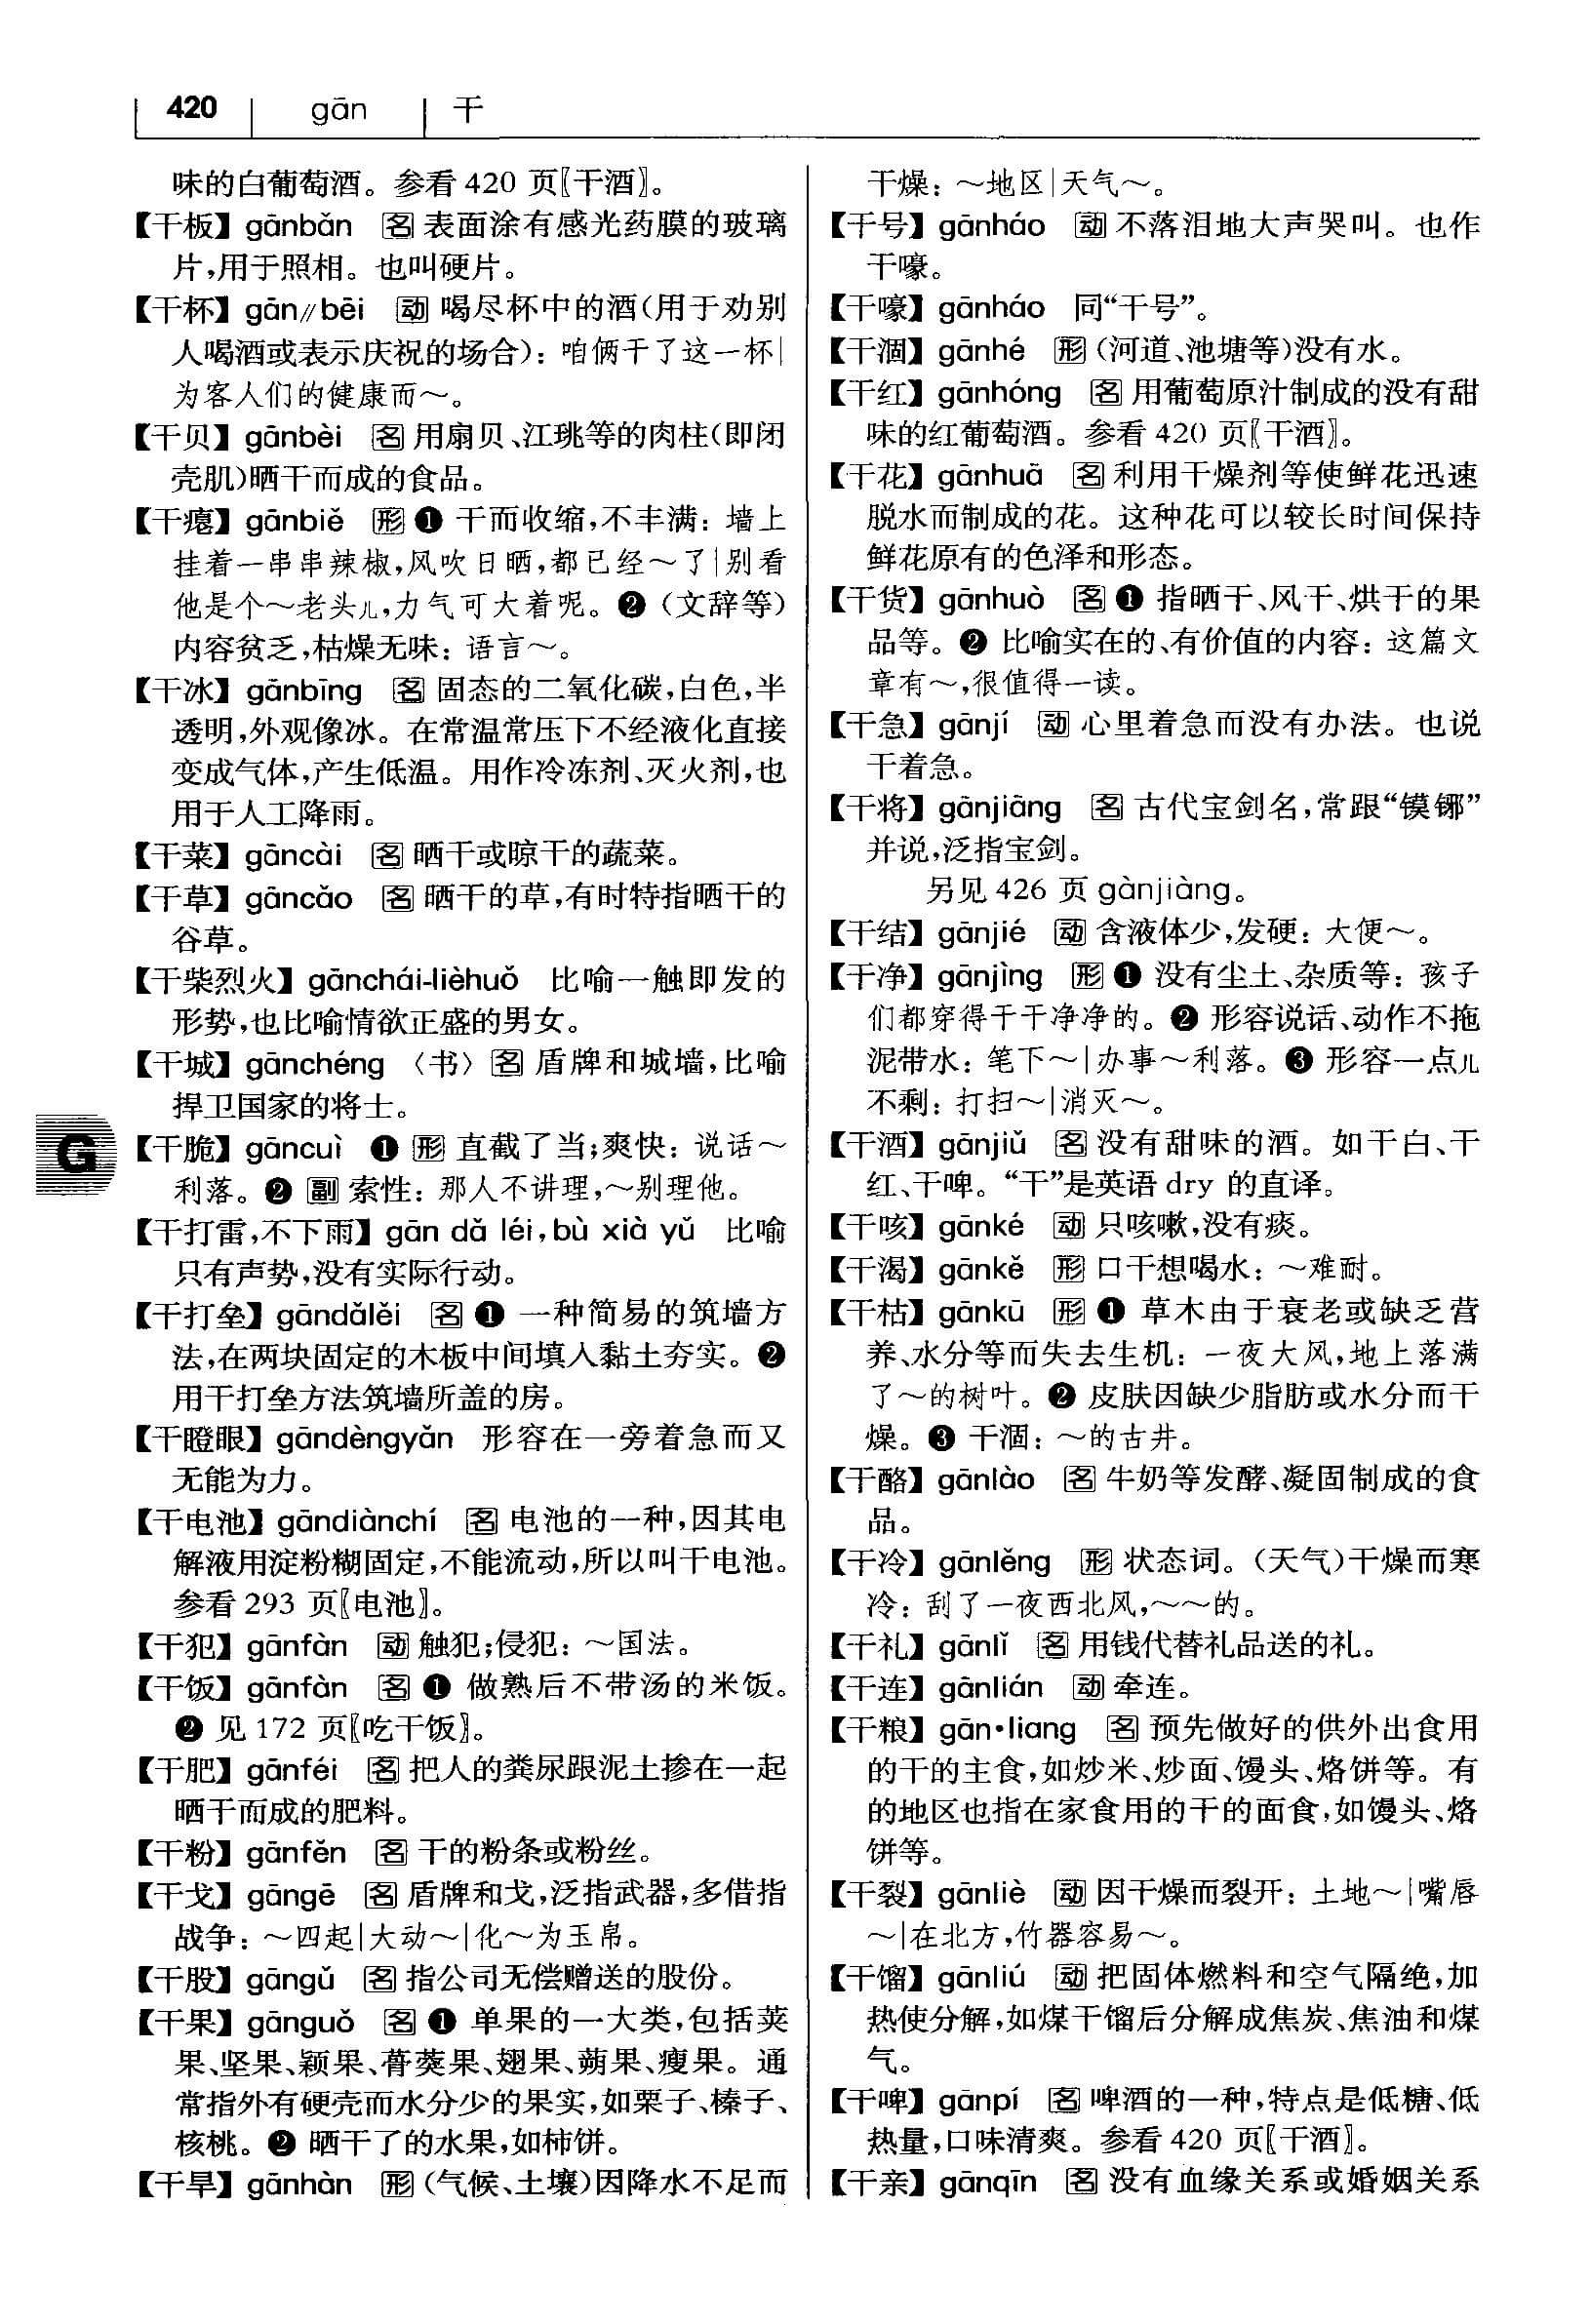 420 gān 干
味的白葡萄酒。参看 420 页〖干酒〗。
【干板】 gānbǎn 名 表面涂有感光药膜的玻璃
片,用于照相。也叫硬片。
【干杯】 gān//bēi 动 喝尽杯中的酒(用于劝别
人喝酒或表示庆祝的场合):咱俩干了这一杯|
为客人们的健康而~。
【干贝】 gānbèi 名 用扇贝、江珧等的肉柱(即闭
壳肌)晒干而成的食品。
【干瘪】 gānbiě 形 ❶ 干而收缩,不丰满:墙上
挂着一串串辣椒,风吹日晒,都已经~了|别看
他是个~老头儿,力气可大着呢。❷(文辞等)
内容贫乏,枯燥无味:语言~。
【干冰】 gānbīng 名 固态的二氧化碳,白色,半
透明,外观像冰。在常温常压下不经液化直接
变成气体,产生低温。用作冷冻剂、灭火剂,也
用于人工降雨。
【干菜】 gāncài 名 晒干或晾干的蔬菜。
【干草】 gāncǎo 名 晒干的草,有时特指晒干的
谷草。
【干柴烈火】 gānchái-lièhuǒ 比喻一触即发的
形势,也比喻情欲正盛的男女。
【干城】 gānchéng 〈书〉名 盾牌和城墙,比喻
捍卫国家的将士。
G
【干脆】 gāncuì ❶ 形 直截了当;爽快:说话~
利落。❷ 副 索性:那人不讲理,~别理他。
【干打雷,不下雨】 gān dǎ léi,bù xià yǔ 比喻
只有声势,没有实际行动。
【干打垒】 gāndǎlěi 名 ❶ 一种简易的筑墙方
法,在两块固定的木板中间填入黏土夯实。❷
用干打垒方法筑墙所盖的房。
【干瞪眼】 gāndèngyǎn 形容在一旁着急而又
无能为力。
【干电池】 gāndiànchí 名 电池的一种,因其电
解液用淀粉糊固定,不能流动,所以叫干电池。
参看 293 页〖电池〗。
【干犯】 gānfàn 动 触犯;侵犯:~国法。
【干饭】 gānfàn 名 ❶ 做熟后不带汤的米饭。
❷ 见 172 页〖吃干饭〗。
【干肥】 gānféi 名 把人的粪尿跟泥土掺在一起
晒干而成的肥料。
【干粉】 gānfěn 名 干的粉条或粉丝。
【干戈】 gāngē 名 盾牌和戈,泛指武器,多借指
战争:~四起|大动~|化~为玉帛。
【干股】 gāngǔ 名 指公司无偿赠送的股份。
【干果】 gānguǒ 名 ❶ 单果的一大类,包括荚
果、坚果、颖果、蓇葖果、翅果、蒴果、瘦果。通
常指外有硬壳而水分少的果实,如栗子、榛子、
核桃。❷ 晒干了的水果,如柿饼。
【干旱】 gānhàn 形 (气候、土壤)因降水不足而
干燥:~地区|天气~。
【干号】 gānháo 动 不落泪地大声哭叫。也作
干嚎。
【干嚎】 gānháo 同“干号”。
【干涸】 gānhé 形 (河道、池塘等)没有水。
【干红】 gānhóng 名 用葡萄原汁制成的没有甜
味的红葡萄酒。参看 420 页〖干酒〗。
【干花】 gānhuā 名 利用干燥剂等使鲜花迅速
脱水而制成的花。这种花可以较长时间保持
鲜花原有的色泽和形态。
【干货】 gānhuò 名 ❶ 指晒干、风干、烘干的果
品等。❷ 比喻实在的、有价值的内容:这篇文
章有~,很值得一读。
【干急】 gānjí 动 心里着急而没有办法。也说
干着急。
【干将】 gānjiāng 名 古代宝剑名,常跟“镆铘”
并说,泛指宝剑。
另见 426 页 gànjiàng。
【干结】 gānjié 动 含液体少,发硬:大便~。
【干净】 gānjìng 形 ❶ 没有尘土、杂质等:孩子
们都穿得干干净净的。❷ 形容说话、动作不拖
泥带水:笔下~|办事~利落。❸ 形容一点儿
不剩:打扫~|消灭~。
【干酒】 gānjiǔ 名 没有甜味的酒。如干白、干
红、干啤。“干”是英语 dry 的直译。
【干咳】 gānké 动 只咳嗽,没有痰。
【干渴】 gānkě 形 口干想喝水:~难耐。
【干枯】 gānkū 形 ❶ 草木由于衰老或缺乏营
养、水分等而失去生机:一夜大风,地上落满
了~的树叶。❷ 皮肤因缺少脂肪或水分而干
燥。❸ 干涸:~的古井。
【干酪】 gānlào 名 牛奶等发酵、凝固制成的食
品。
【干冷】 gānlěng 形 状态词。(天气)干燥而寒
冷:刮了一夜西北风,~~的。
【干礼】 gānlǐ 名 用钱代替礼品送的礼。
【干连】 gānlián 动 牵连。
【干粮】 gān·liang 名 预先做好的供外出食用
的干的主食,如炒米、炒面、馒头、烙饼等。有
的地区也指在家食用的干的面食,如馒头、烙
饼等。
【干裂】 gānliè 动 因干燥而裂开:土地~|嘴唇
~|在北方,竹器容易~。
【干馏】 gānliú 动 把固体燃料和空气隔绝,加
热使分解,如煤干馏后分解成焦炭、焦油和煤
气。
【干啤】 gānpí 名 啤酒的一种,特点是低糖、低
热量,口味清爽。参看 420 页〖干酒〗。
【干亲】 gānqīn 名 没有血缘关系或婚姻关系